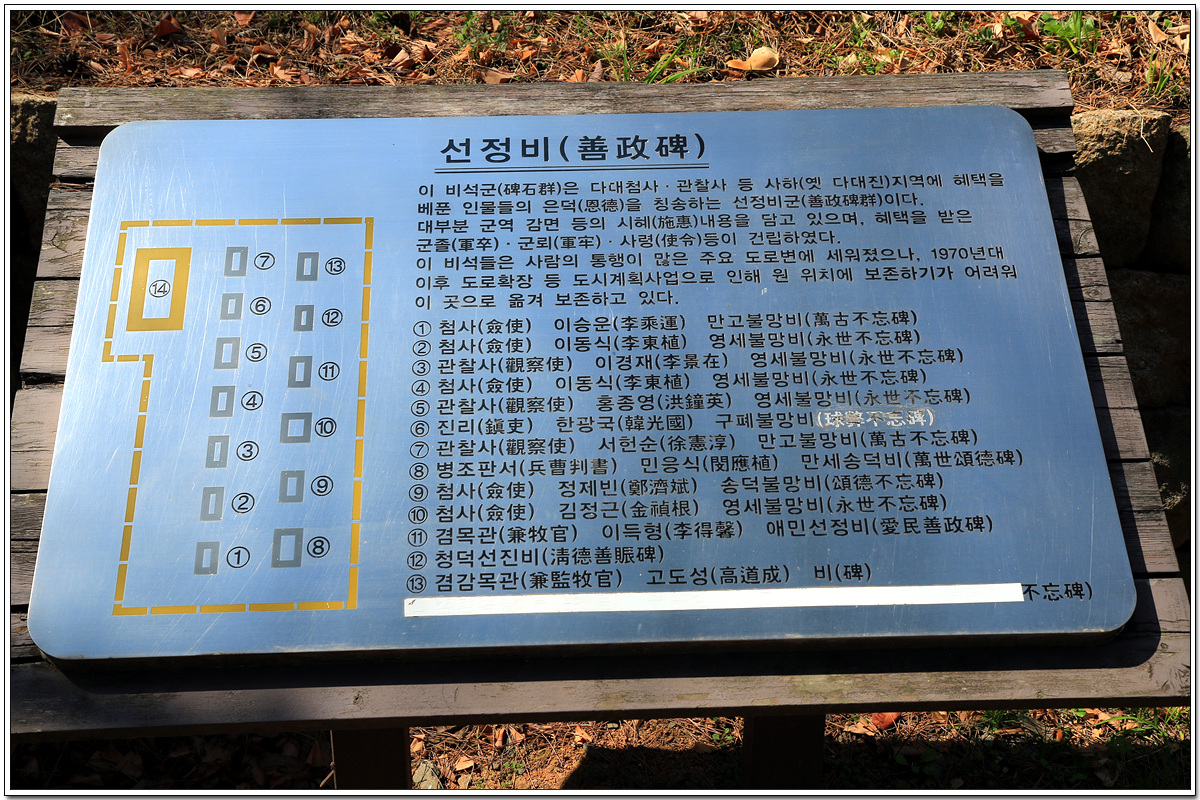 선정비(善政碑)
이 비석군(碑石群)은 다대첨사·관찰사 등 사하(옛 다대진)지역에 혜택을
베푼 인물들의 은덕(恩德)을 칭송하는 선정비군(善政碑群)이다.
대부분 군역 감면 등의 시혜(施惠)내용을 담고 있으며, 혜택을 받은
군졸(軍卒)·군뢰(軍牢)·사령(使令)등이 건립하였다.
이 비석들은 사람의 통행이 많은 주요 도로변에 세워졌으나, 1970년대
이후 도로확장 등 도시계획사업으로 인해 원 위치에 보존하기가 어려워
이 곳으로 옮겨 보존하고 있다.
① 첨사(僉使) 이승운(李乘運) 만고불망비(萬古不忘碑)
② 첨사(僉使) 이동식(李東植) 영세불망비(永世不忘碑)
③ 관찰사(觀察使) 이경재(李景在) 영세불망비(永世不忘碑)
④ 첨사(僉使) 이동식(李東植) 영세불망비(永世不忘碑)
⑤ 관찰사(觀察使) 홍종영(洪鐘英) 영세불망비(永世不忘碑)
⑥ 진리(鎭吏) 한광국(韓光國) 구폐불망비(球弊不忘碑)
⑦ 관찰사(觀察使) 서헌순(徐憲淳) 만고불망비(萬古不忘碑)
⑧ 병조판서(兵曹判書) 민응식(閔應植) 만세송덕비(萬世頌德碑)
⑨ 첨사(僉使) 정제빈(鄭濟斌) 송덕불망비(頌德不忘碑)
⑩ 첨사(僉使) 김정근(金禎根) 영세불망비(永世不忘碑)
⑪ 겸목관(兼牧官) 이득형(李得馨) 애민선정비(愛民善政碑)
⑫ 청덕선진비(淸德善賑碑)
⑬ 겸감목관(兼監牧官) 고도성(高道成) 비(碑)
不忘碑)
⑭
⑦
⑬
⑥
⑫
⑤
⑪
④
⑩
③
⑨
②
⑧
①